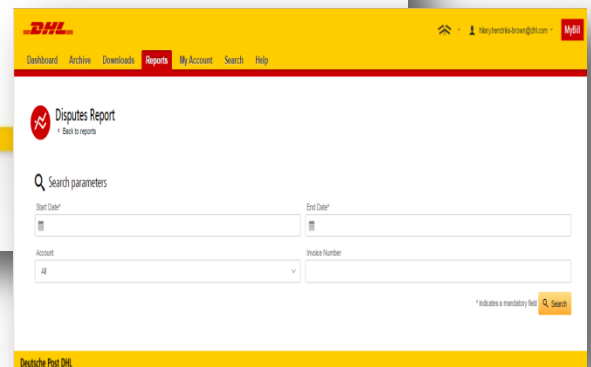 DHL
hilery.hendriks-brown@dhl.com MyBill
Dashboard Archive Downloads Reports My Account Search Help
Disputes Report
< Back to reports
Search parameters
Start Date* End Date*
Account Invoice Number
All
* indicates a mandatory field Search
Deutsche Post DHL